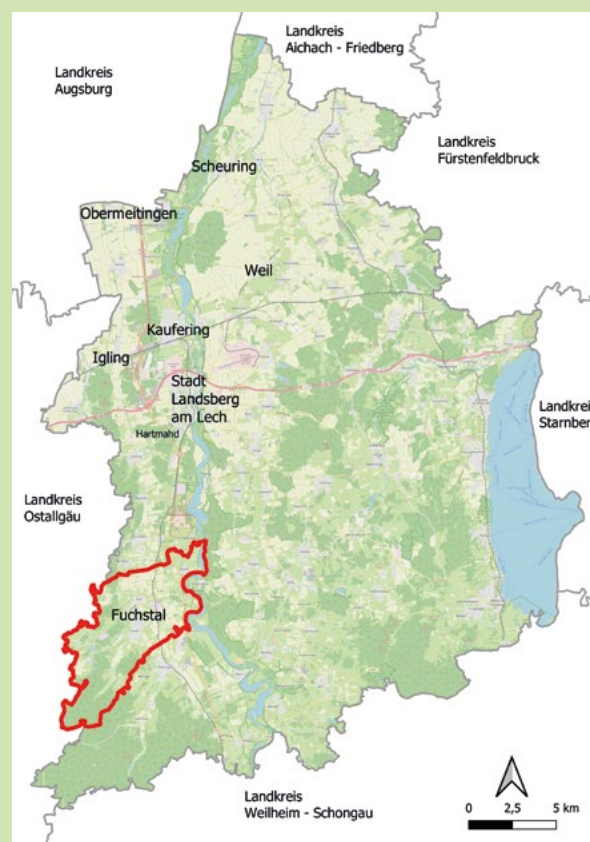 Landkreis
Aichach - Friedberg
Landkreis
Augsburg
Landkreis
Fürstenfeldbruck
Scheuring
Obermeitingen
Weil
Kaufering
Igling
Stadt
Landsberg
am Lech
Hartmahd
Landkrei
Starnber
Landkreis
Ostallgäu
Fuchstal
Landkreis
Weilheim - Schongau
0 2,5 5 km